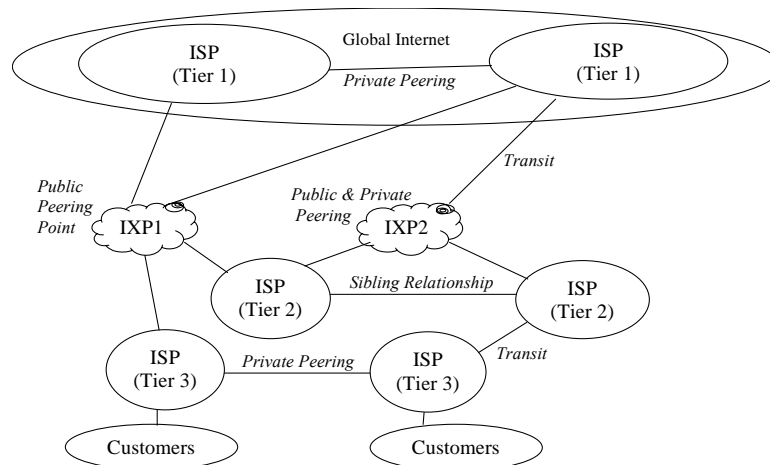 Global Internet
ISP
(Tier 1)
ISP
(Tier 1)
Private Peering
Transit
Public
Peering
Point
Public & Private
Peering
IXP1
IXP2
ISP
(Tier 2)
Sibling Relationship
ISP
(Tier 2)
ISP
(Tier 3)
Private Peering
ISP
(Tier 3)
Transit
Customers
Customers